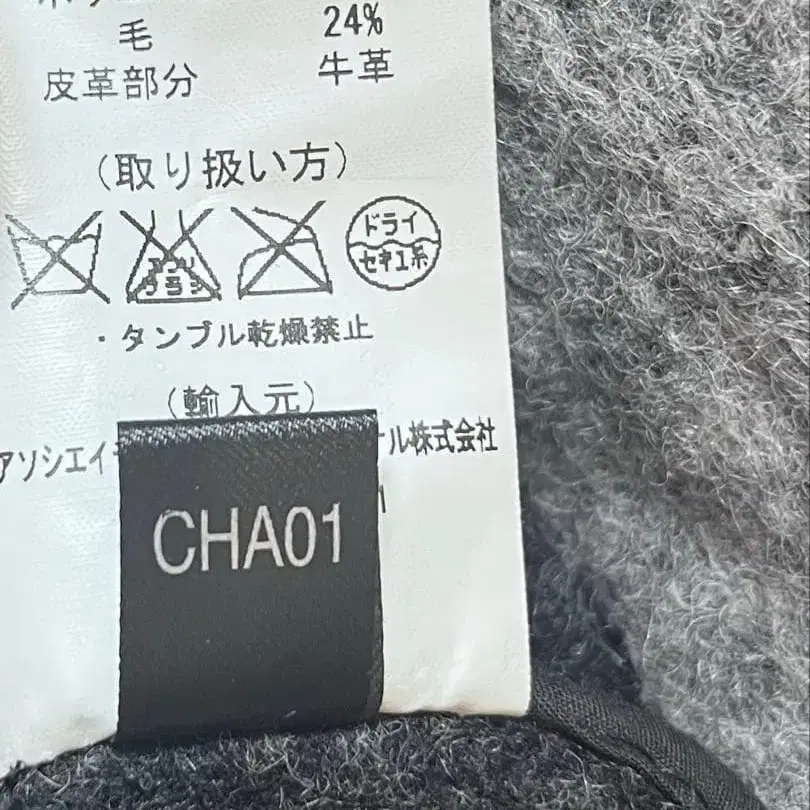 毛 24%
皮革部分 牛革
(取り扱い方)
ドライ
セキユ系
・タンブル乾燥禁止
(輸入元)
アソシエイ
ル株式会社
CHA01